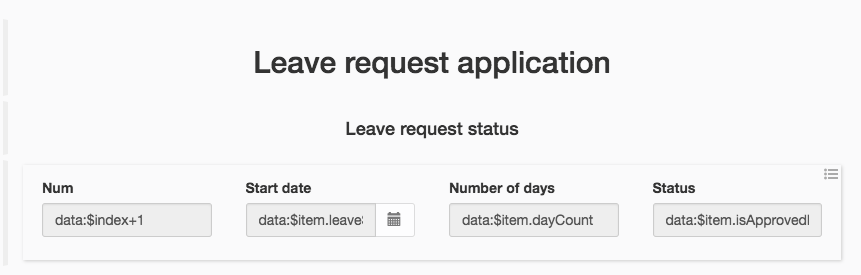 Leave request application
Leave request status
Num Start date Number of days Status
data:$index+1 data:$item.leave data:$item.dayCount data:$item.isApproved